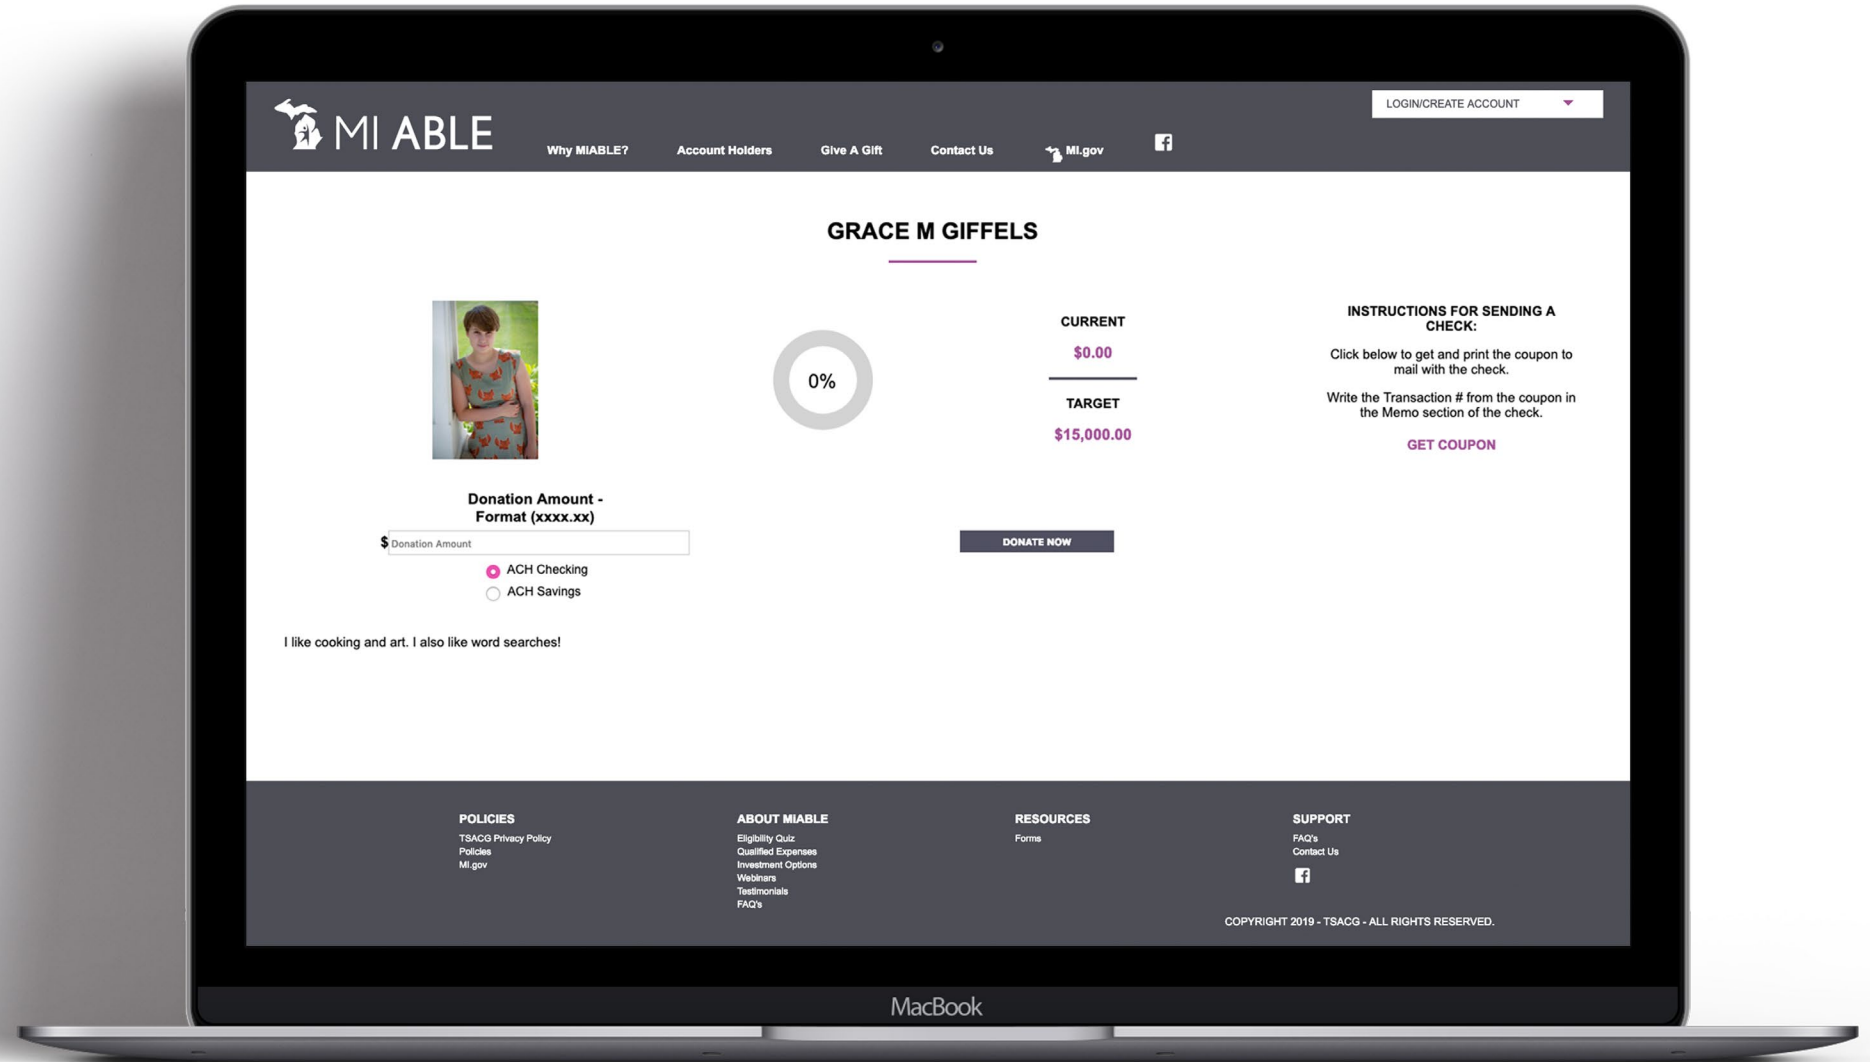 MI ABLE
Why MiABLE?
Account Holders
Give A Gift
Contact Us
MI.gov
LOGIN/CREATE ACCOUNT
GRACE M GIFFELS
0%
CURRENT
$0.00
TARGET
$15,000.00
INSTRUCTIONS FOR SENDING A
CHECK:
Click below to get and print the coupon to
mail with the check.
Write the Transaction # from the coupon in
the Memo section of the check.
GET COUPON
Donation Amount -
Format (xxxx.xx)
$ Donation Amount
DONATE NOW
ACH Checking
ACH Savings
I like cooking and art. I also like word searches!
POLICIES
TSACG Privacy Policy
Policies
MI.gov
ABOUT MIABLE
Eligibility Quiz
Qualified Expenses
Investment Options
Webinars
Testimonials
FAQ's
RESOURCES
Forms
SUPPORT
FAQ's
Contact Us
COPYRIGHT 2019 - TSACG - ALL RIGHTS RESERVED.
MacBook